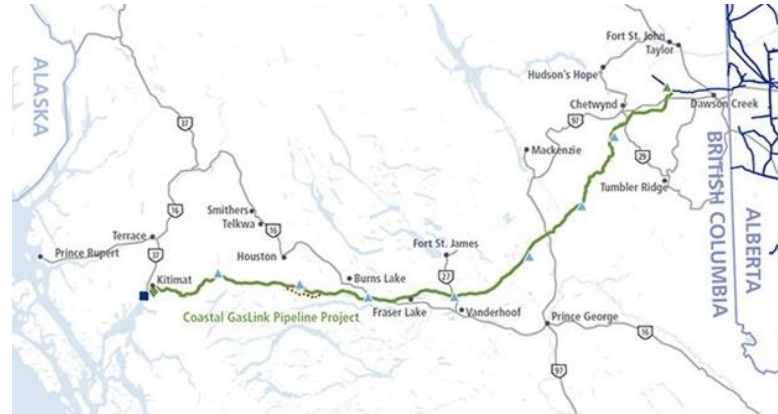 ALASKA
Fort St. John
Taylor
Hudson's Hope
Chetwynd
Dawson Creek
97
37
Mackenzie
29
Tumbler Ridge
BRITISH COLUMBIA
ALBERTA
16
Smithers
Telkwa
16
Terrace
Prince Rupert
37
Houston
Fort St. James
Kitimat
Burns Lake
27
Coastal GasLink Pipeline Project
Fraser Lake
Vanderhoof
Prince George
16
97